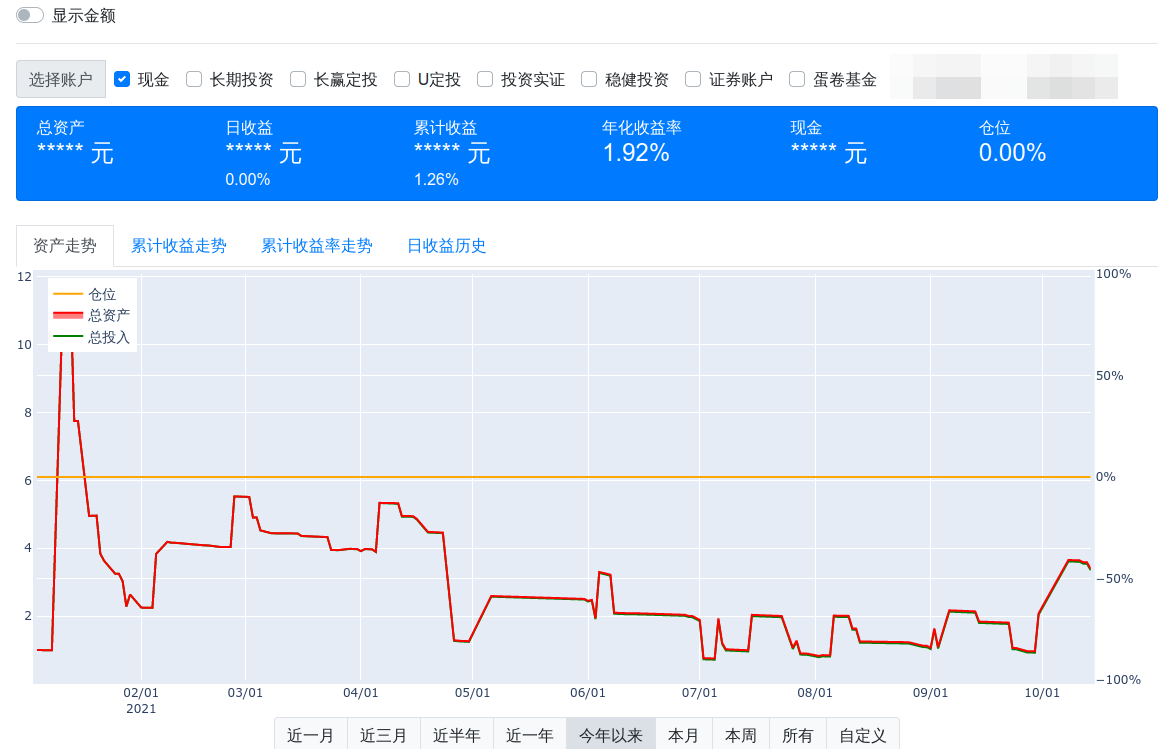 显示金额
选择账户 现金 长期投资 长赢定投 U定投 投资实证 稳健投资 证券账户 蛋卷基金
总资产 日收益 累计收益 年化收益率 现金 仓位
***** 元 ***** 元 ***** 元 1.92% ***** 元 0.00%
0.00% 1.26%
资产走势 累计收益走势 累计收益率走势 日收益历史
12 100%
仓位
总资产
总投入
10
50%
8
6 0%
4
−50%
2
−100%
02/01 03/01 04/01 05/01 06/01 07/01 08/01 09/01 10/01
2021
近一月 近三月 近半年 近一年 今年以来 本月 本周 所有 自定义